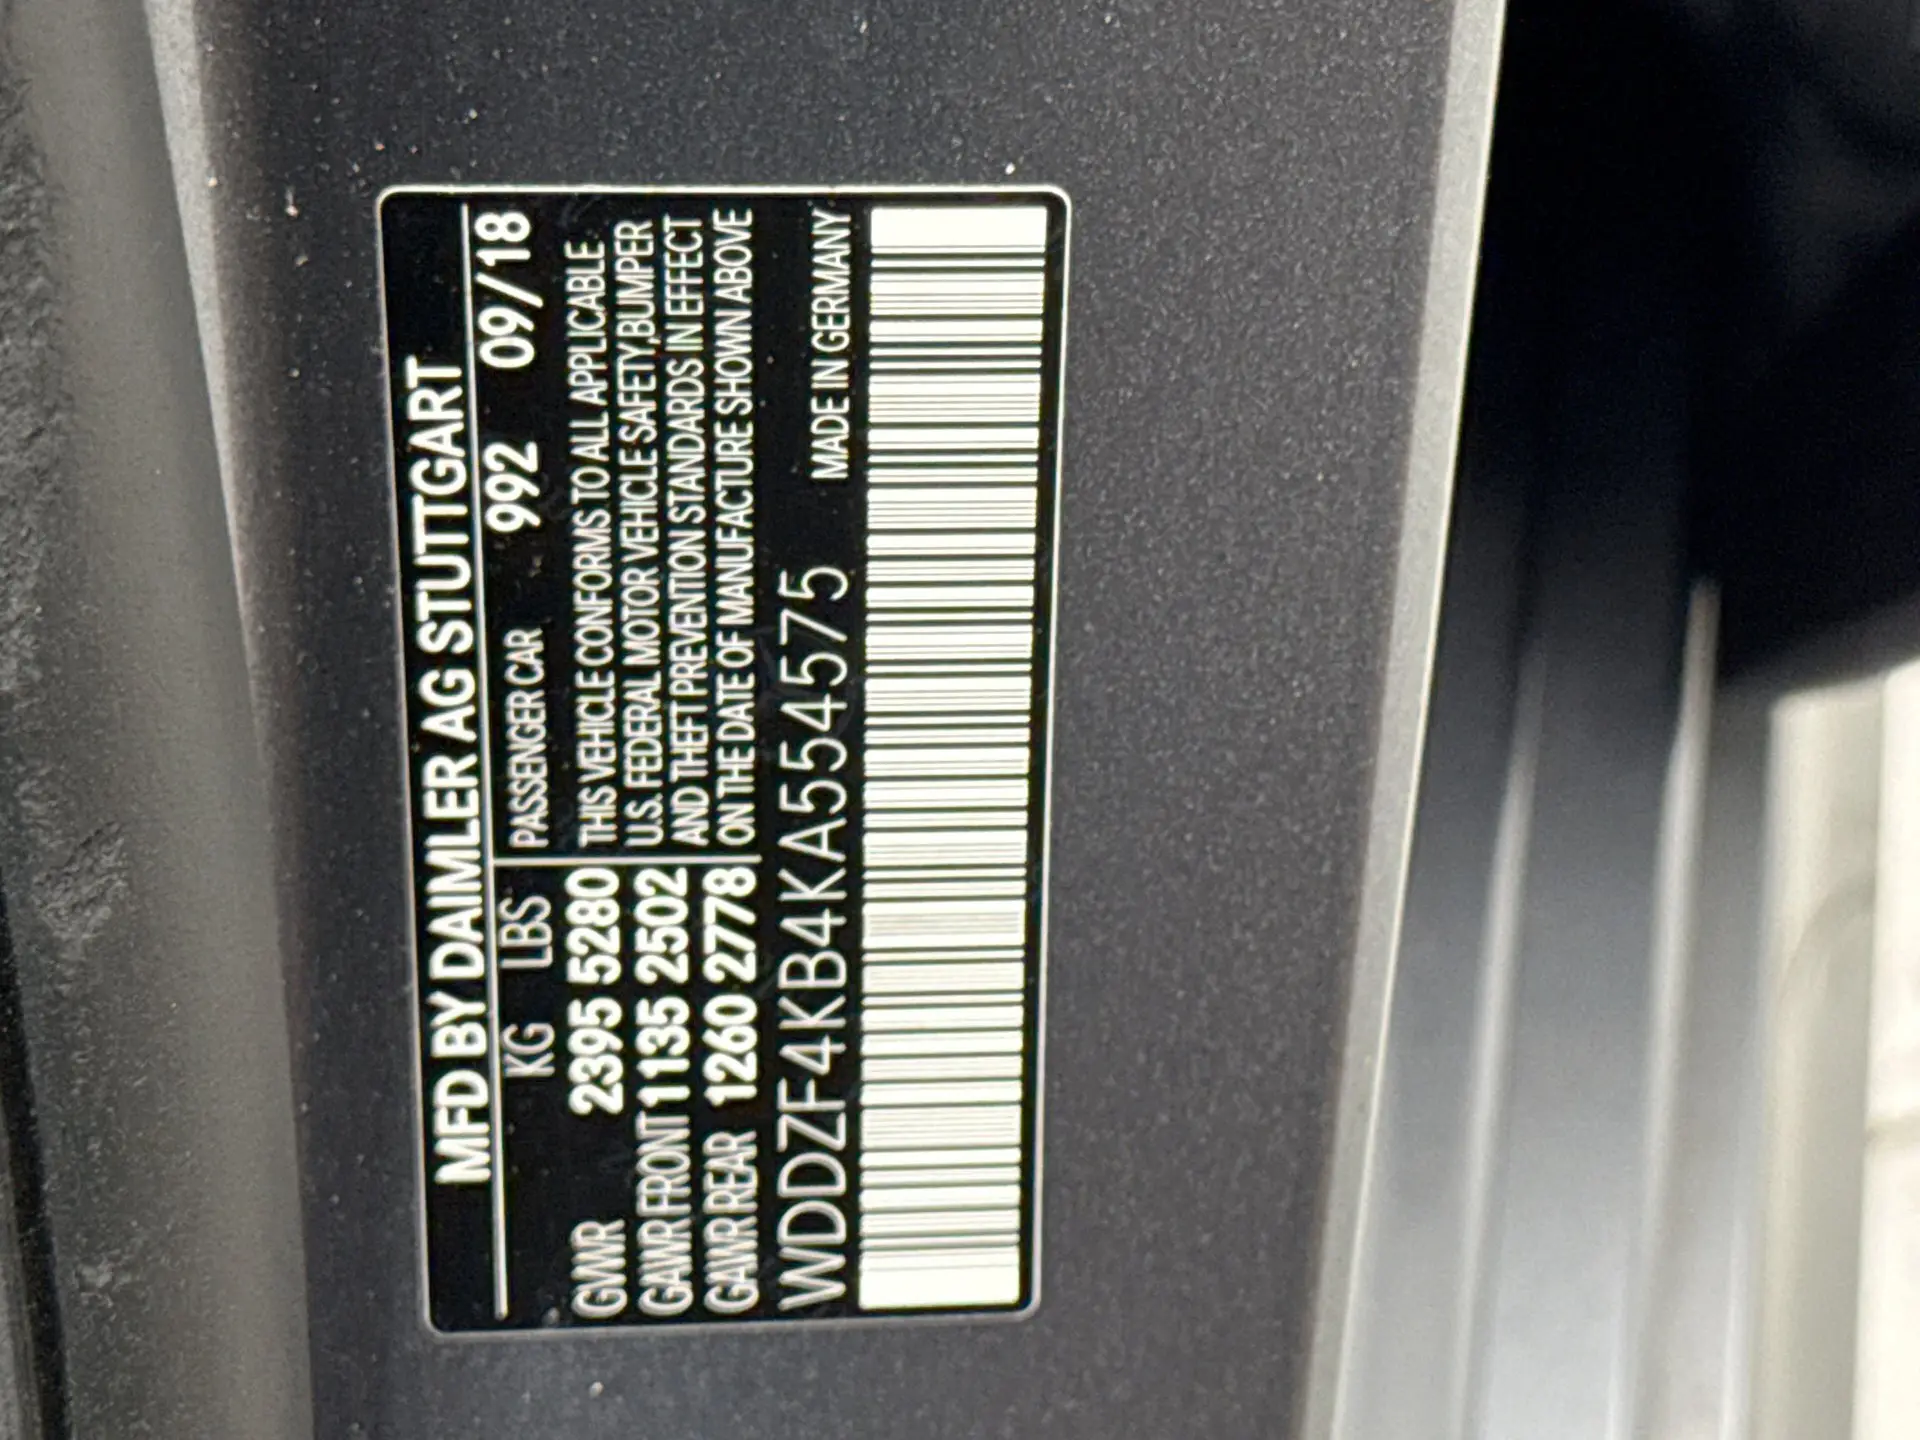 MFD BY DAIMLER AG STUTTGART
KG LBS PASSENGER CAR 992 09/18
GVWR 2395 5280 THIS VEHICLE CONFORMS TO ALL APPLICABLE
GAWR FRONT 1135 2502 U.S. FEDERAL MOTOR VEHICLE SAFETY,BUMPER
GAWR REAR 1260 2778 AND THEFT PREVENTION STANDARDS IN EFFECT
ON THE DATE OF MANUFACTURE SHOWN ABOVE
WDDZF4KB4KA554575 MADE IN GERMANY